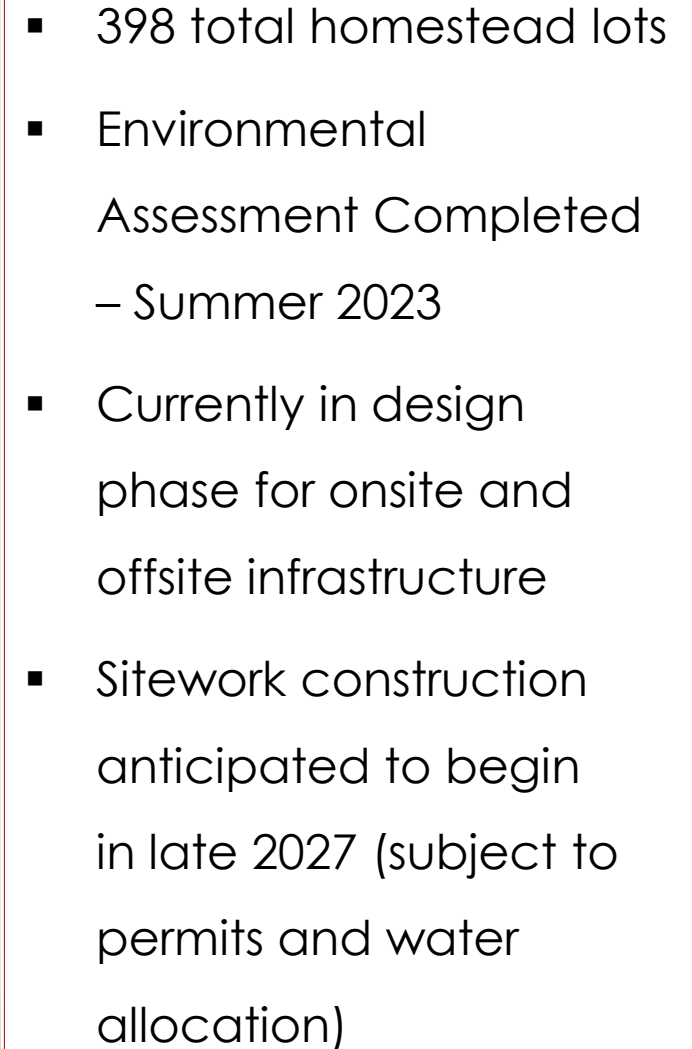 ▪ 398 total homestead lots
▪ Environmental
Assessment Completed
– Summer 2023
▪ Currently in design
phase for onsite and
offsite infrastructure
▪ Sitework construction
anticipated to begin
in late 2027 (subject to
permits and water
allocation)